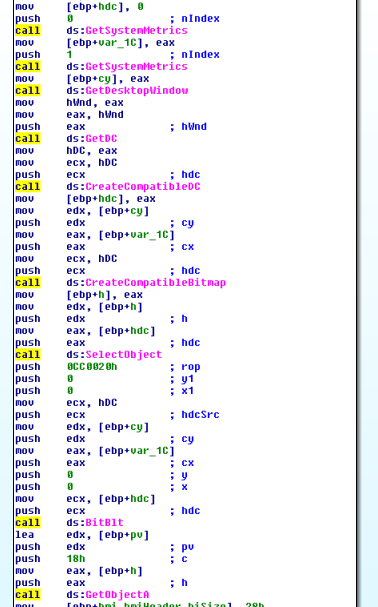 mov [ebp+hdc], 0
push 0 ; nIndex
call ds:GetSystemMetrics
mov [ebp+var_1C], eax
push 1 ; nIndex
call ds:GetSystemMetrics
mov [ebp+cy], eax
call ds:GetDesktopWindow
mov hWnd, eax
mov eax, hWnd
push eax ; hWnd
call ds:GetDC
mov hDC, eax
mov ecx, hDC
push ecx ; hdc
call ds:CreateCompatibleDC
mov [ebp+hdc], eax
mov edx, [ebp+cy]
push edx ; cy
mov eax, [ebp+var_1C]
push eax ; cx
mov ecx, hDC
push ecx ; hdc
call ds:CreateCompatibleBitmap
mov [ebp+h], eax
mov edx, [ebp+h]
push edx ; h
mov eax, [ebp+hdc]
push eax ; hdc
call ds:SelectObject
push 0CC0020h ; rop
push 0 ; y1
push 0 ; x1
mov ecx, hDC
push ecx ; hdcSrc
mov edx, [ebp+cy]
push edx ; cy
mov eax, [ebp+var_1C]
push eax ; cx
push 0 ; y
push 0 ; x
mov ecx, [ebp+hdc]
push ecx ; hdc
call ds:BitBlt
lea edx, [ebp+pv]
push edx ; pv
push 18h ; c
mov eax, [ebp+h]
push eax ; h
call ds:GetObjectA
mov [ebp+bmi.bmiHeader.biSize], 28h